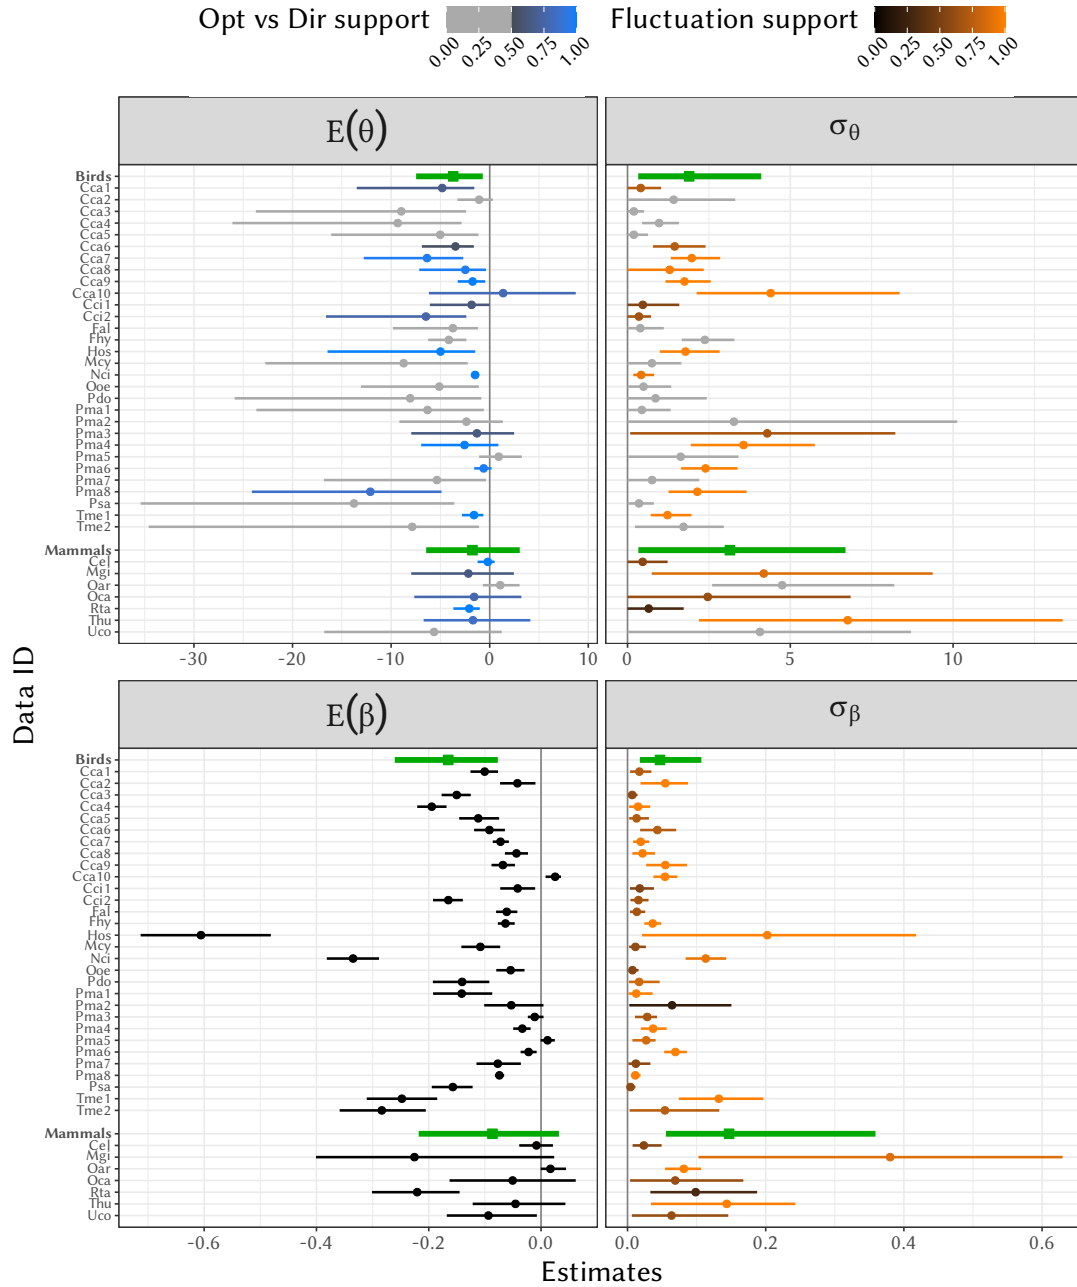 Opt vs Dir support
0.00 0.25 0.50 0.75 1.00
Fluctuation support
0.00 0.25 0.50 0.75 1.00
E(θ)
σθ
Birds
Cca1
Cca2
Cca3
Cca4
Cca5
Cca6
Cca7
Cca8
Cca9
Cca10
Cci1
Cci2
Fal
Fhy
Hos
Mcy
Nci
Ooe
Pdo
Pma1
Pma2
Pma3
Pma4
Pma5
Pma6
Pma7
Pma8
Psa
Tme1
Tme2
Mammals
Cel
Mgi
Oar
Oca
Rta
Thu
Uco
-30 -20 -10 0 10
0 5 10
Data ID
E(β)
σβ
Birds
Cca1
Cca2
Cca3
Cca4
Cca5
Cca6
Cca7
Cca8
Cca9
Cca10
Cci1
Cci2
Fal
Fhy
Hos
Mcy
Nci
Ooe
Pdo
Pma1
Pma2
Pma3
Pma4
Pma5
Pma6
Pma7
Pma8
Psa
Tme1
Tme2
Mammals
Cel
Mgi
Oar
Oca
Rta
Thu
Uco
-0.6 -0.4 -0.2 0.0
0.0 0.2 0.4 0.6
Estimates